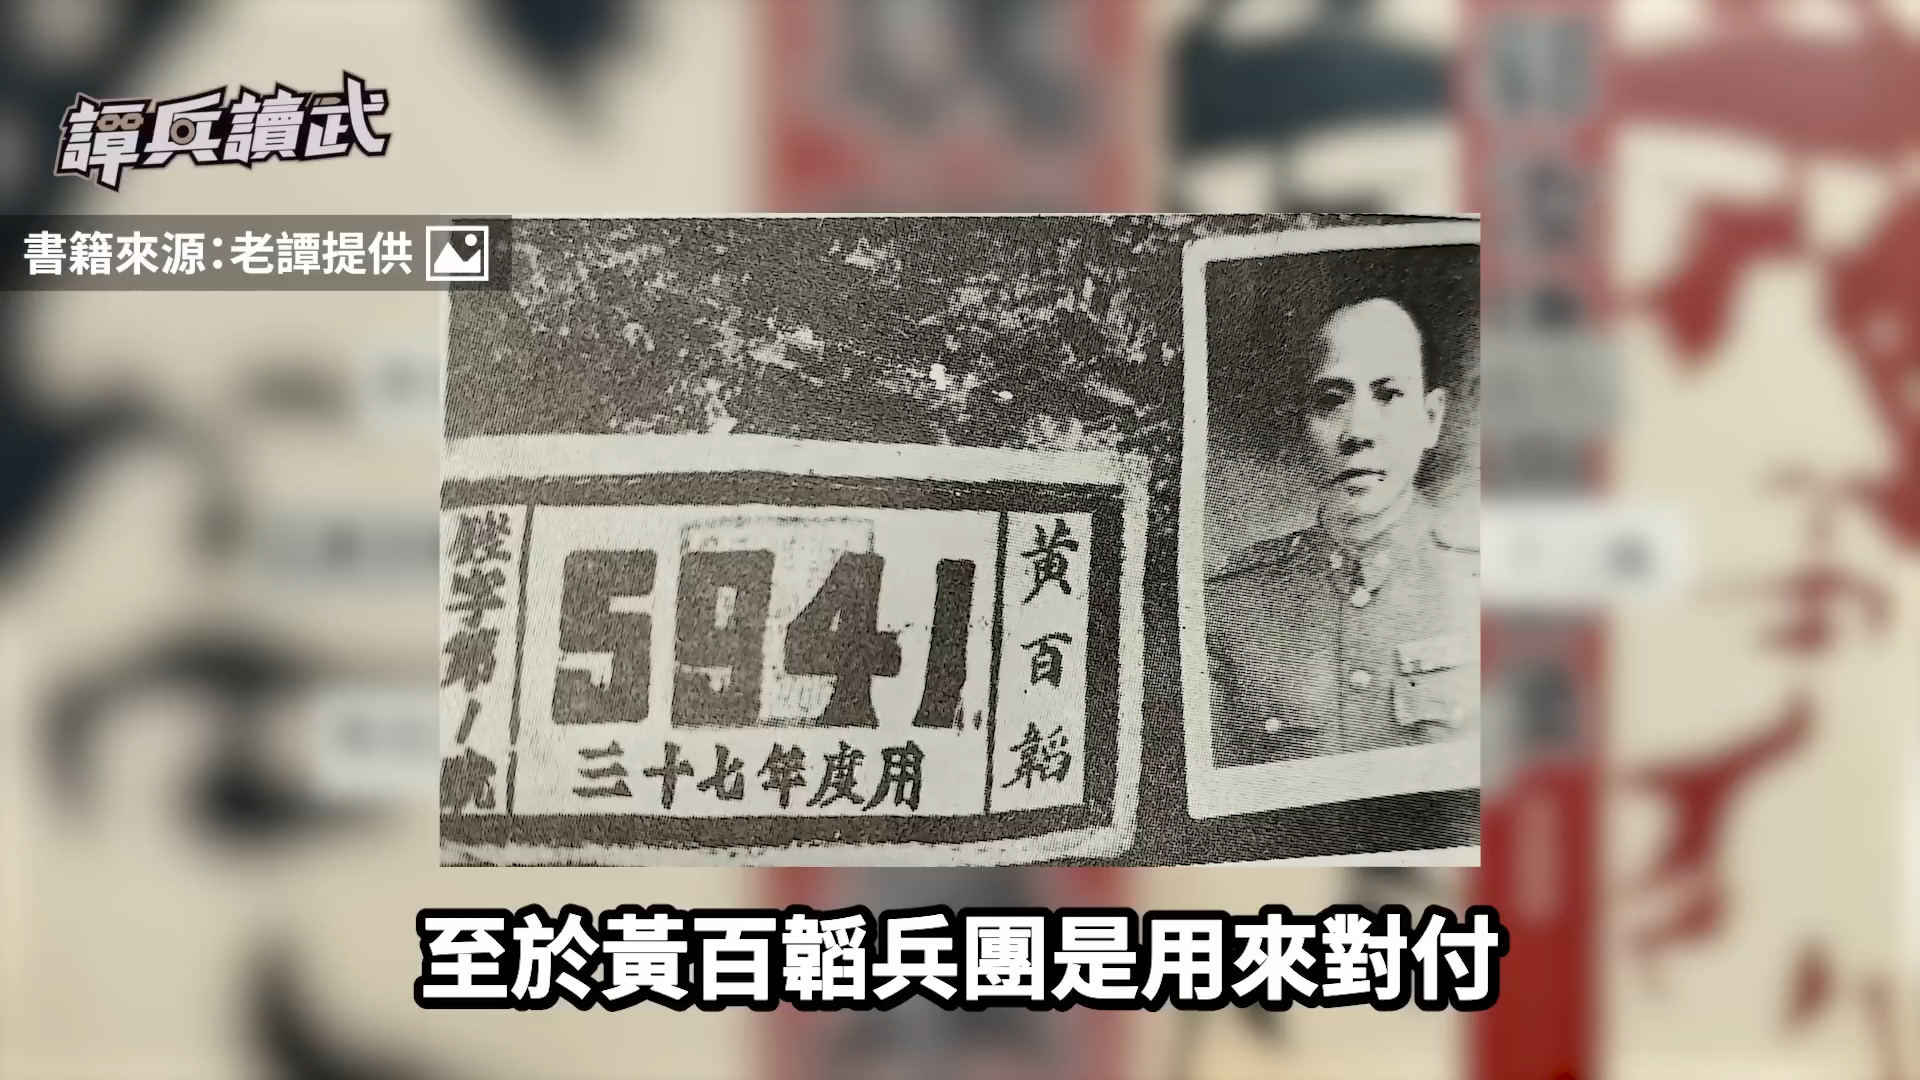 譚兵讀武
書籍來源：老譚提供
5941
三十七年度用
黃百韜
至於黃百韜兵團是用來對付